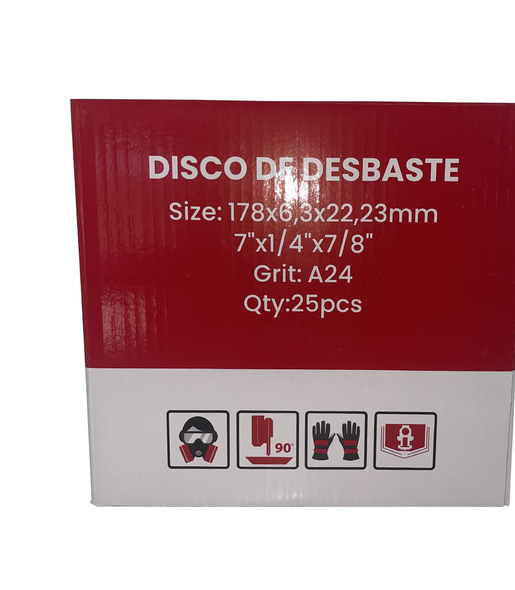 DISCO DE DESBASTE
Size: 178x6,3x22,23mm
7"x1/4"x7/8"
Grit: A24
Qty:25pcs
90°